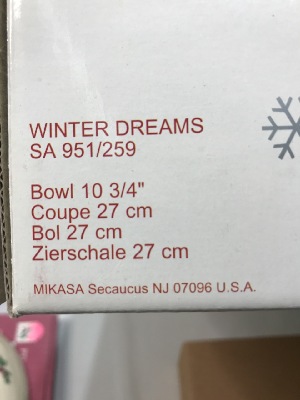 WINTER DREAMS
SA 951/259
Bowl 10 3/4"
Coupe 27 cm
Bol 27 cm
Zierschale 27 cm
MIKASA Secaucus NJ 07096 U.S.A.